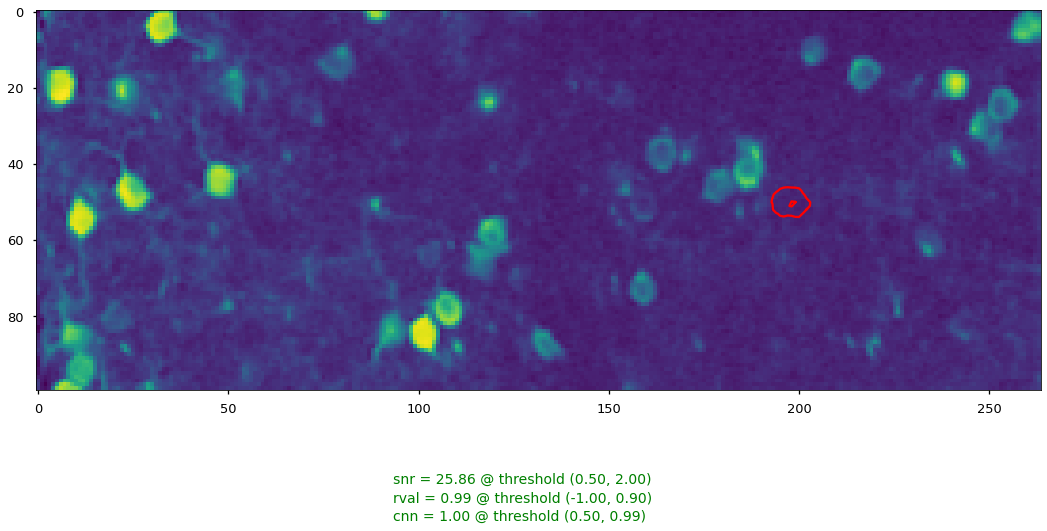 0
20
40
60
80
0 50 100 150 200 250
snr = 25.86 @ threshold (0.50, 2.00)
rval = 0.99 @ threshold (-1.00, 0.90)
cnn = 1.00 @ threshold (0.50, 0.99)